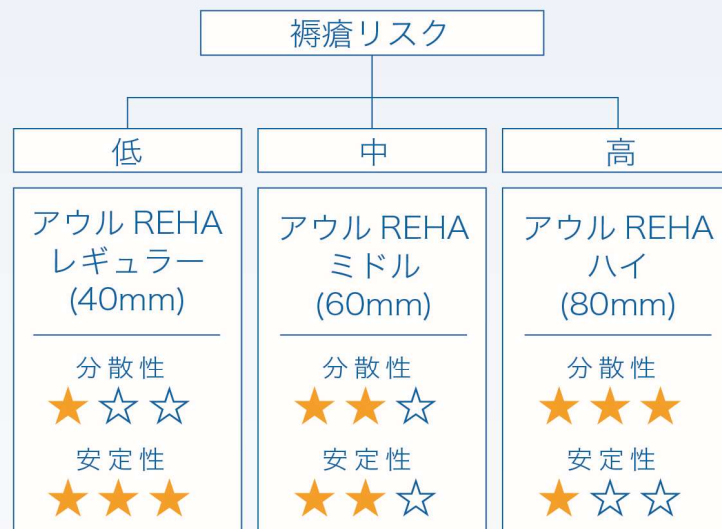 褥瘡リスク
低
中
高
アウル REHA
レギュラー
(40mm)
分散性
★☆☆
安定性
★★★
アウル REHA
ミドル
(60mm)
分散性
★★☆
安定性
★★☆
アウル REHA
ハイ
(80mm)
分散性
★★★
安定性
★☆☆